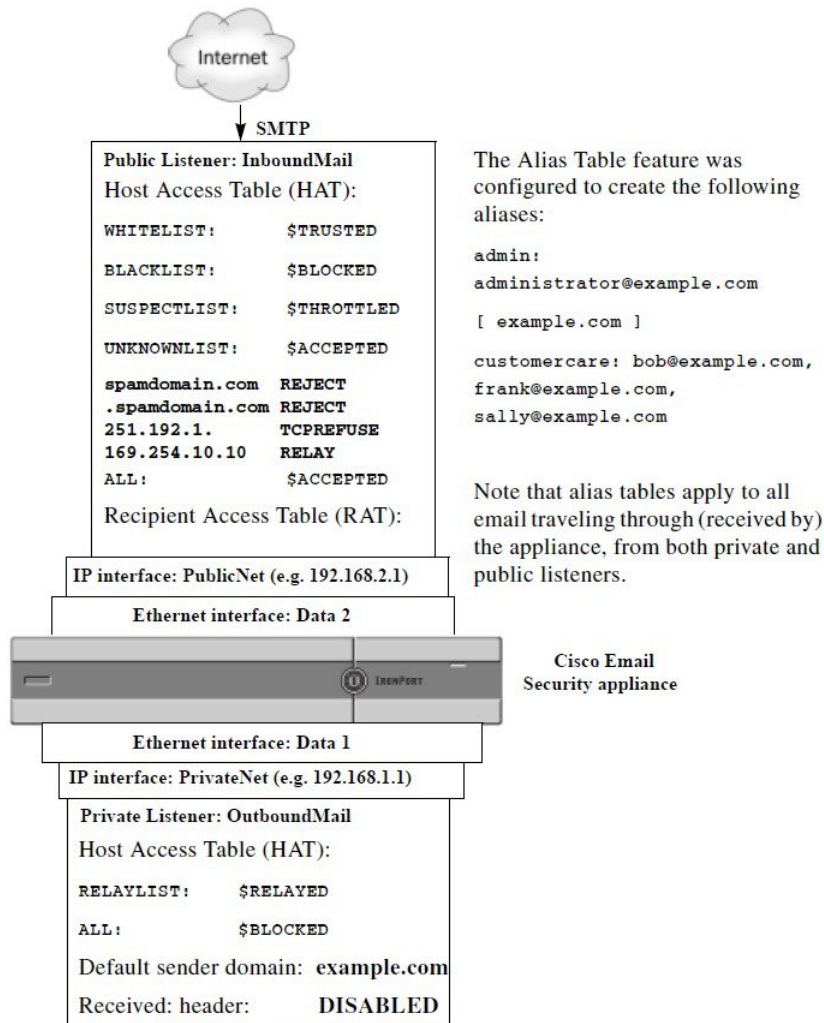 Internet
SMTP
Public Listener: InboundMail
Host Access Table (HAT):
WHITELIST: $TRUSTED
BLACKLIST: $BLOCKED
SUSPECTLIST: $THROTTLED
UNKNOWNLIST: $ACCEPTED
spamdomain.com REJECT
.spamdomain.com REJECT
251.192.1. TCPREFUSE
169.254.10.10 RELAY
ALL: $ACCEPTED
Recipient Access Table (RAT):
The Alias Table feature was
configured to create the following
aliases:
admin:
administrator@example.com
[ example.com ]
customercare: bob@example.com,
frank@example.com,
sally@example.com
Note that alias tables apply to all
email traveling through (received by)
the appliance, from both private and
public listeners.
IP interface: PublicNet (e.g. 192.168.2.1)
Ethernet interface: Data 2
IRONPORT
Cisco Email
Security appliance
Ethernet interface: Data 1
IP interface: PrivateNet (e.g. 192.168.1.1)
Private Listener: OutboundMail
Host Access Table (HAT):
RELAYLIST: $RELAYED
ALL: $BLOCKED
Default sender domain: example.com
Received: header: DISABLED